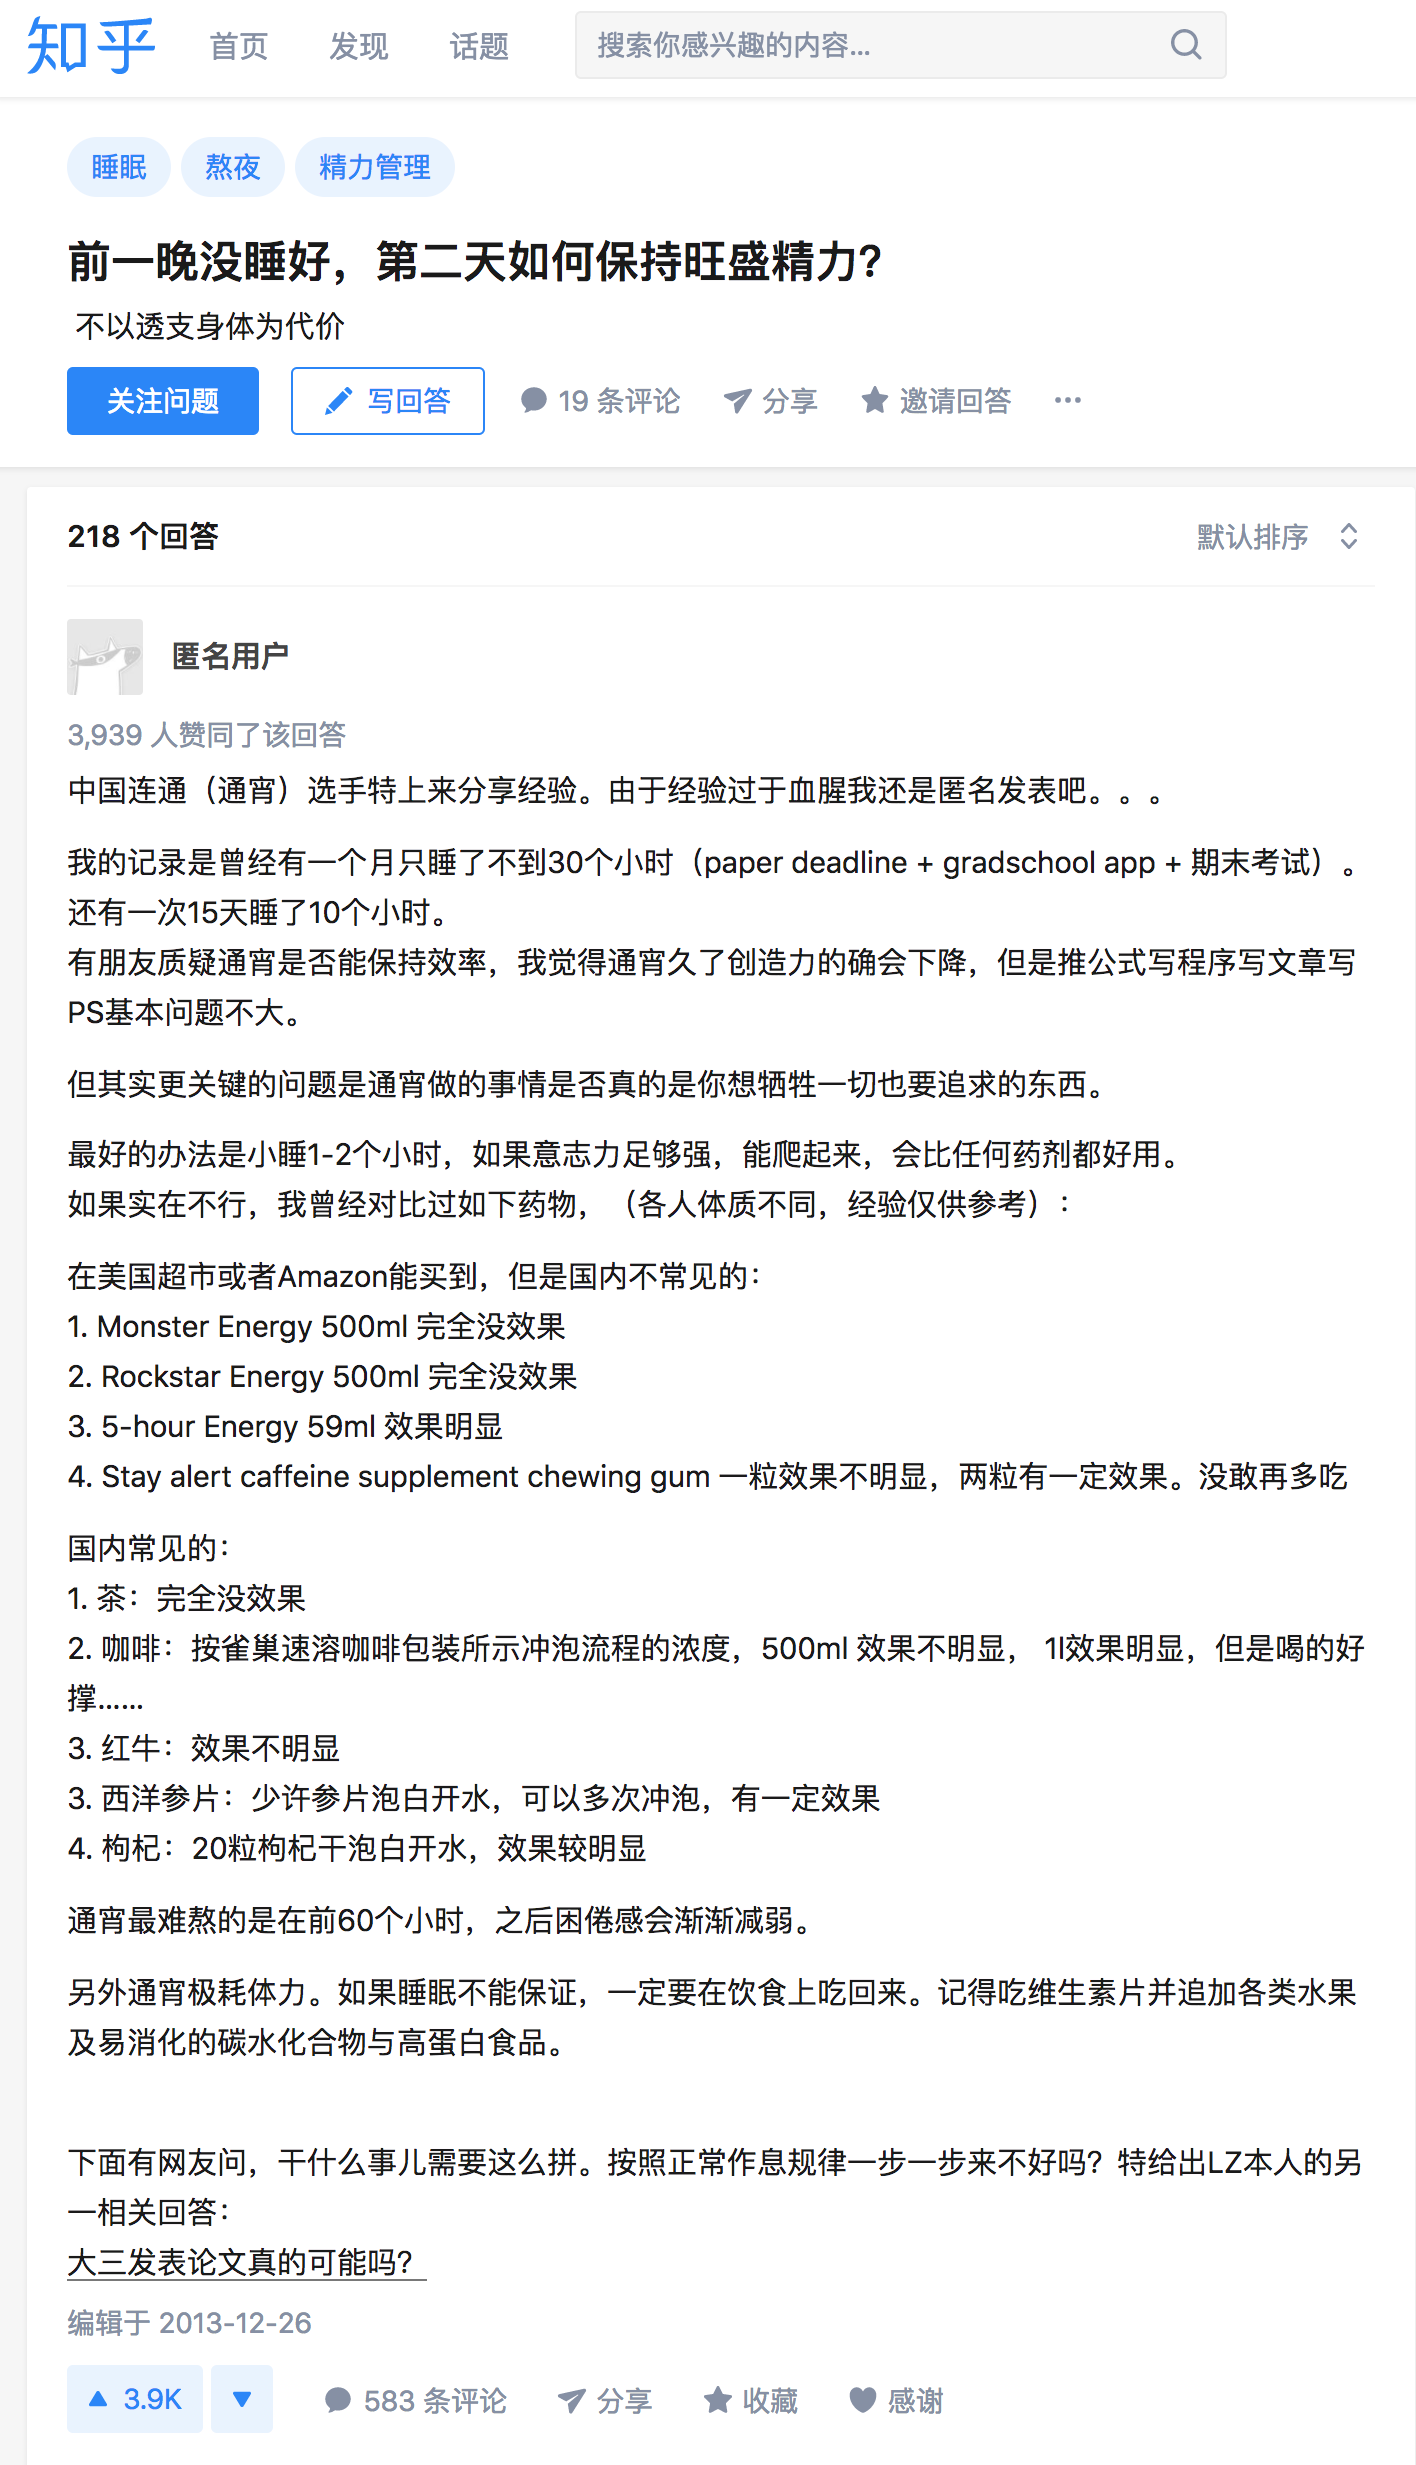 知乎 首页 发现 话题 搜索你感兴趣的内容...
睡眠 熬夜 精力管理
前一晚没睡好，第二天如何保持旺盛精力？
不以透支身体为代价
关注问题 写回答 19 条评论 分享 邀请回答 ...
218 个回答 默认排序
匿名用户
3,939 人赞同了该回答
中国连通（通宵）选手特上来分享经验。由于经验过于血腥我还是匿名发表吧。。。
我的记录是曾经有一个月只睡了不到30个小时（paper deadline + gradschool app + 期末考试）。
还有一次15天睡了10个小时。
有朋友质疑通宵是否能保持效率，我觉得通宵久了创造力的确会下降，但是推公式写程序写文章写
PS基本问题不大。
但其实更关键的问题是通宵做的事情是否真的是你想牺牲一切也要追求的东西。
最好的办法是小睡1-2个小时，如果意志力足够强，能爬起来，会比任何药剂都好用。
如果实在不行，我曾经对比过如下药物，（各人体质不同，经验仅供参考）：
在美国超市或者Amazon能买到，但是国内不常见的：
1. Monster Energy 500ml 完全没效果
2. Rockstar Energy 500ml 完全没效果
3. 5-hour Energy 59ml 效果明显
4. Stay alert caffeine supplement chewing gum 一粒效果不明显，两粒有一定效果。没敢再多吃
国内常见的：
1. 茶：完全没效果
2. 咖啡：按雀巢速溶咖啡包装所示冲泡流程的浓度，500ml 效果不明显， 1l效果明显，但是喝的好
撑......
3. 红牛：效果不明显
3. 西洋参片：少许参片泡白开水，可以多次冲泡，有一定效果
4. 枸杞：20粒枸杞干泡白开水，效果较明显
通宵最难熬的是在前60个小时，之后困倦感会渐渐减弱。
另外通宵极耗体力。如果睡眠不能保证，一定要在饮食上吃回来。记得吃维生素片并追加各类水果
及易消化的碳水化合物与高蛋白食品。
下面有网友问，干什么事儿需要这么拼。按照正常作息规律一步一步来不好吗？特给出LZ本人的另
一相关回答：
大三发表论文真的可能吗？
编辑于 2013-12-26
3.9K 583 条评论 分享 收藏 感谢